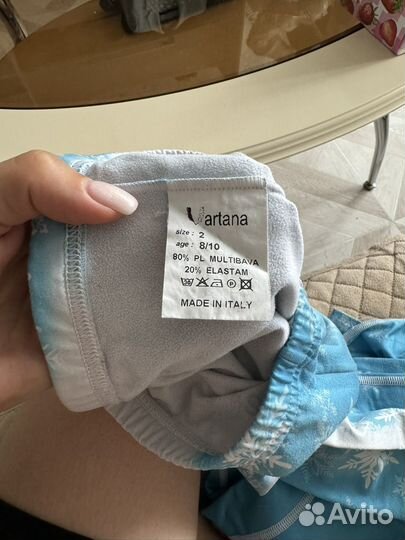 Vartana
size : 2
age : 8/10
80% PL MULTIBAVA
20% ELASTAM
MADE IN ITALY
Avito